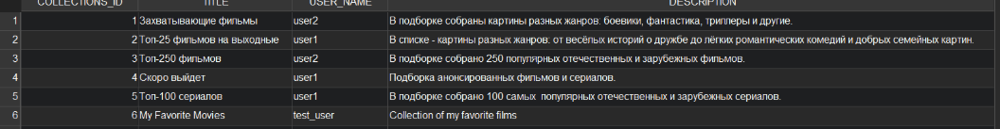 COLLECTIONS_ID TITLE USER_NAME DESCRIPTION
1 1 Захватывающие фильмы user2 В подборке собраны картины разных жанров: боевики, фантастика, триллеры и другие.
2 2 Топ-25 фильмов на выходные user1 В списке - картины разных жанров: от весёлых историй о дружбе до лёгких романтических комедий и добрых семейных картин.
3 3 Топ-250 фильмов user2 В подборке собрано 250 популярных отечественных и зарубежных фильмов.
4 4 Скоро выйдет user1 Подборка анонсированных фильмов и сериалов.
5 5 Топ-100 сериалов user1 В подборке собрано 100 самых  популярных отечественных и зарубежных сериалов.
6 6 My Favorite Movies test_user Collection of my favorite films